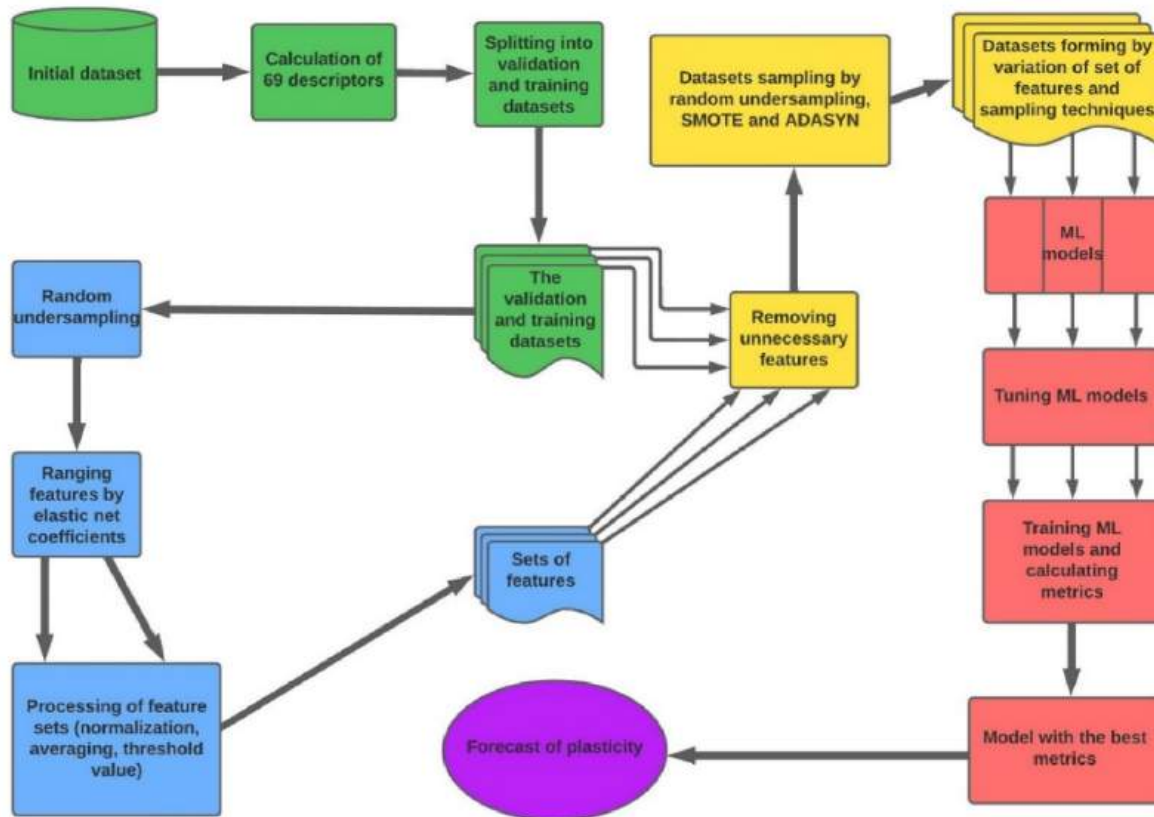 Initial dataset
Calculation of
69 descriptors
Splitting into
validation
and training
datasets
Datasets sampling by
random undersampling,
SMOTE and ADASYN
Datasets forming by
variation of set of
features and
sampling techniques
ML
models
Random
undersampling
The
validation
and training
datasets
Removing
unnecessary
features
Tuning ML models
Ranging
features by
elastic net
coefficients
Sets of
features
Training ML
models and
calculating
metrics
Processing of feature
sets (normalization,
averaging, threshold
value)
Forecast of plasticity
Model with the best
metrics